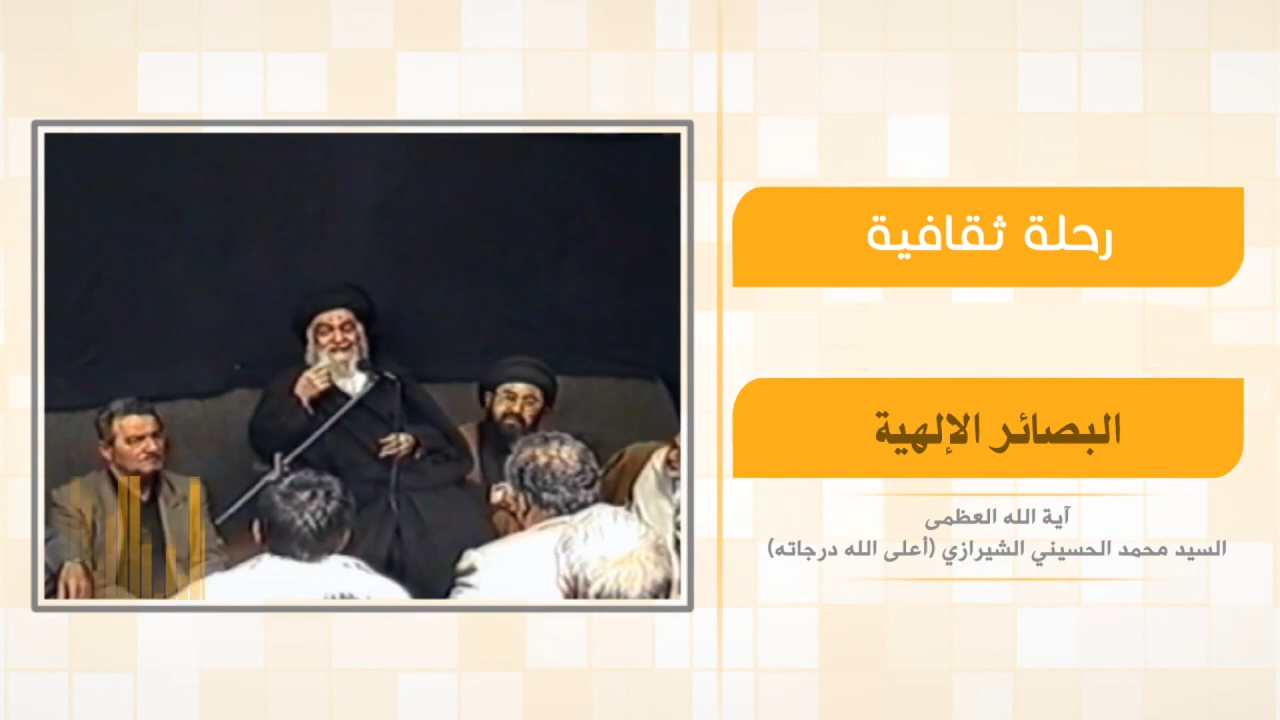 رحلة ثقافية
البصائر الإلهية
آية الله العظمى
السيد محمد الحسيني الشيرازي (أعلى الله درجاته)